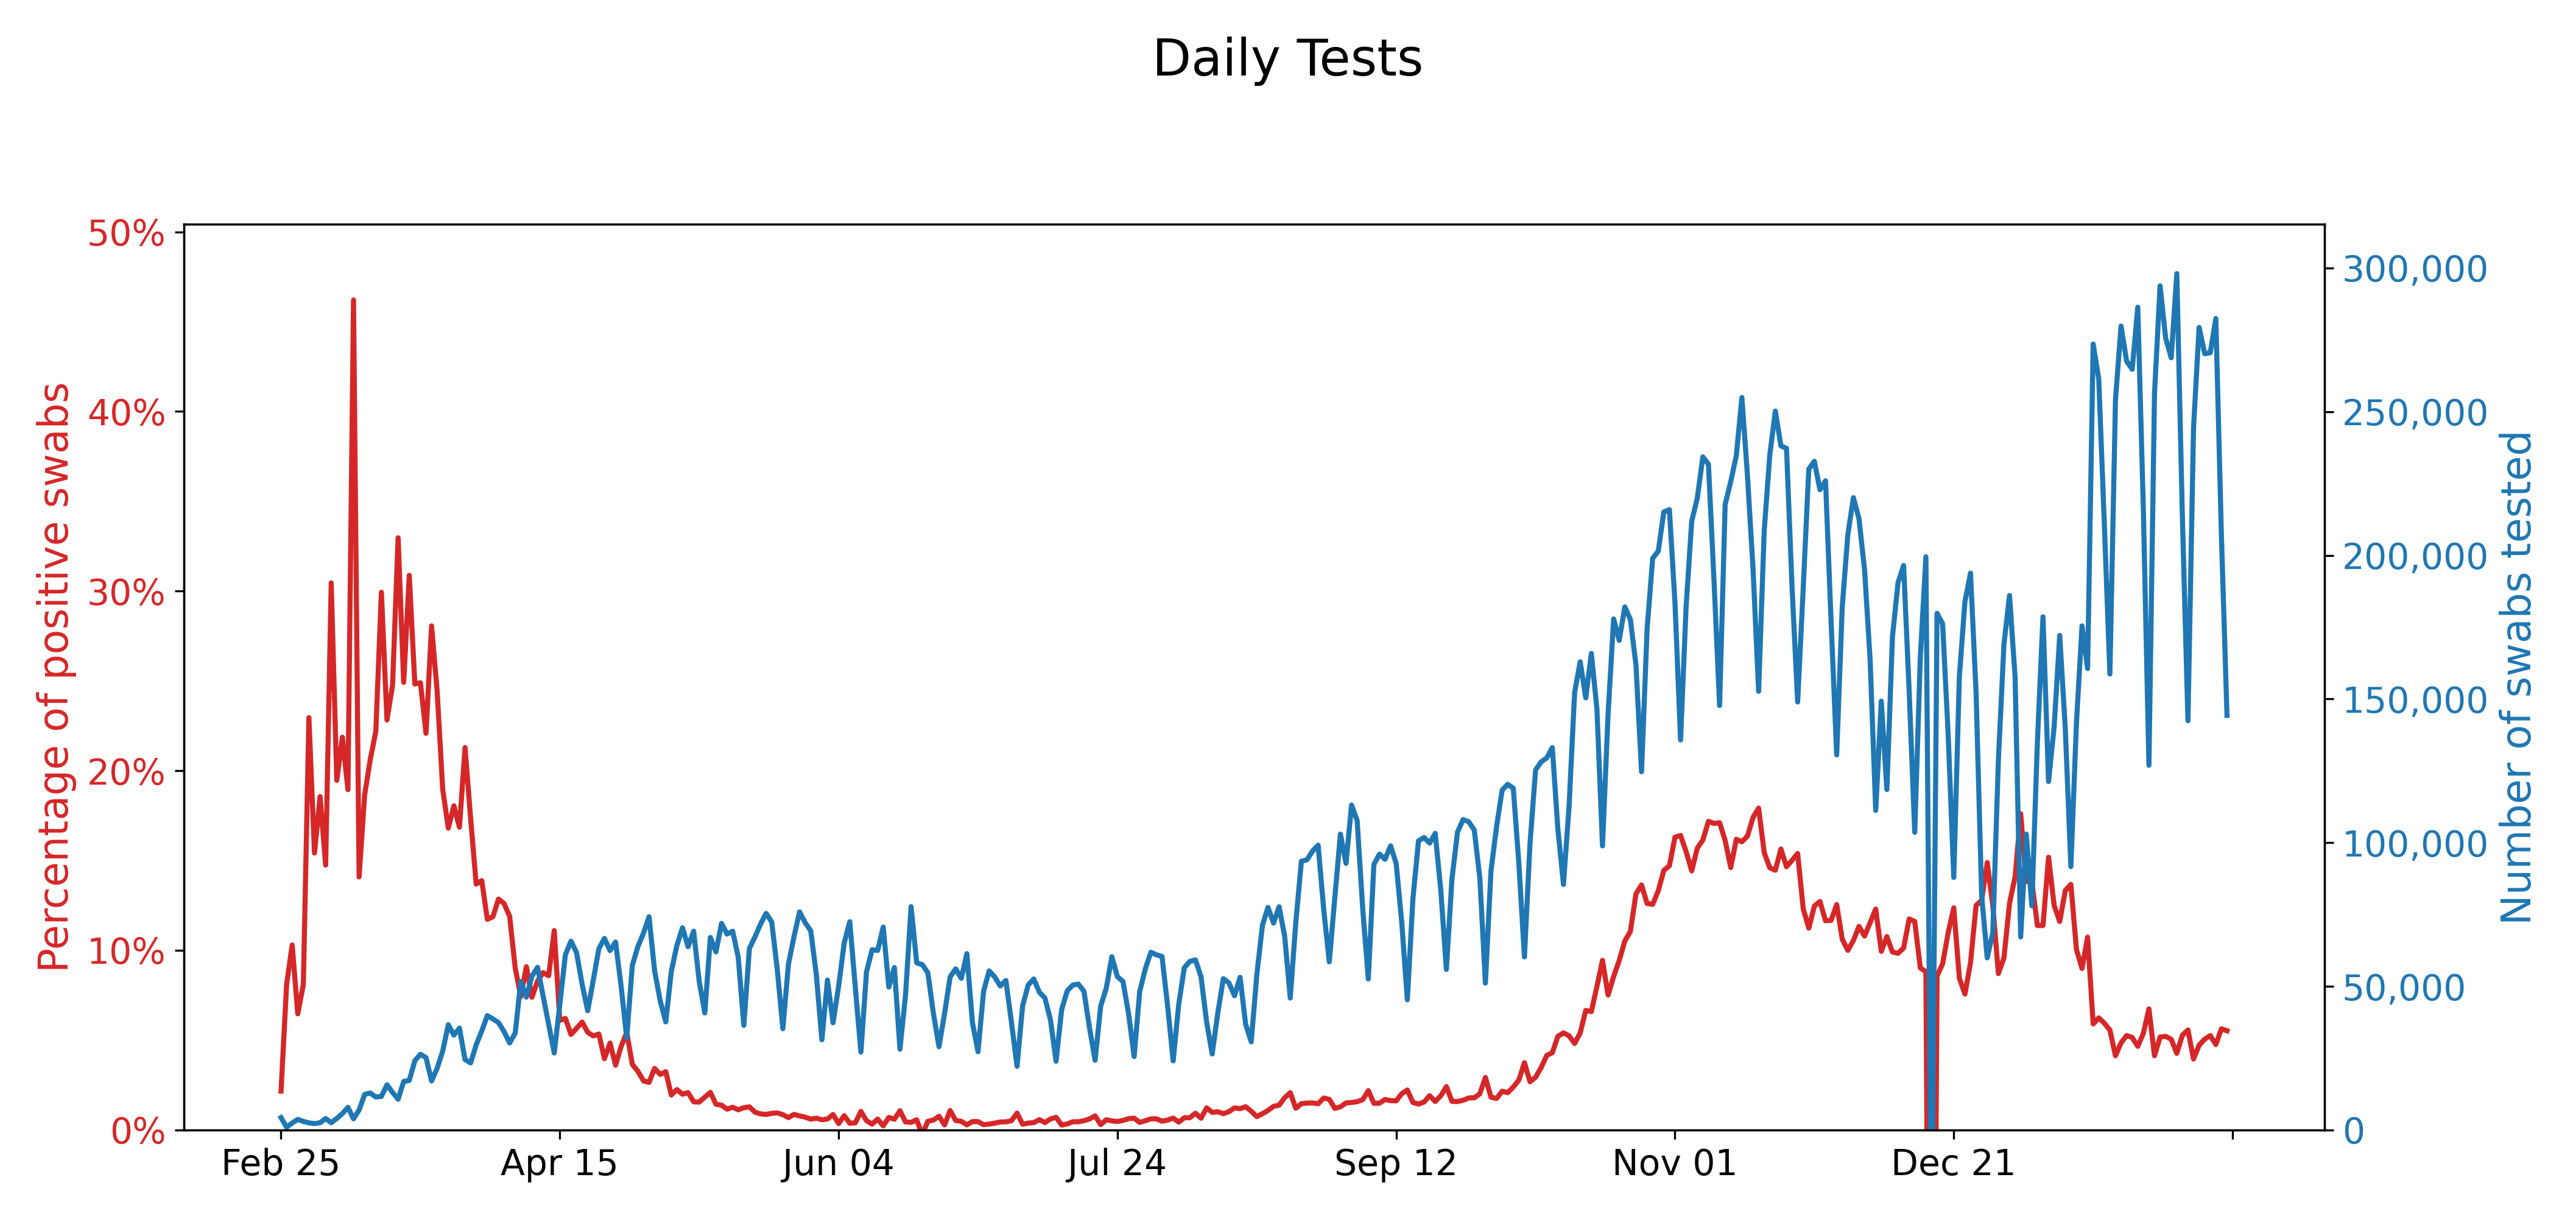 Daily Tests
Percentage of positive swabs
50%
40%
30%
20%
10%
0%
300,000
250,000
200,000
150,000
100,000
50,000
0
Number of swabs tested
Feb 25
Apr 15
Jun 04
Jul 24
Sep 12
Nov 01
Dec 21